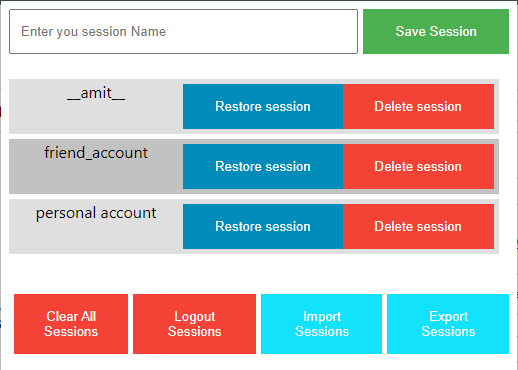 Enter you session Name
Save Session
__amit__
Restore session
Delete session
friend_account
Restore session
Delete session
personal account
Restore session
Delete session
Clear All
Sessions
Logout
Sessions
Import
Sessions
Export
Sessions